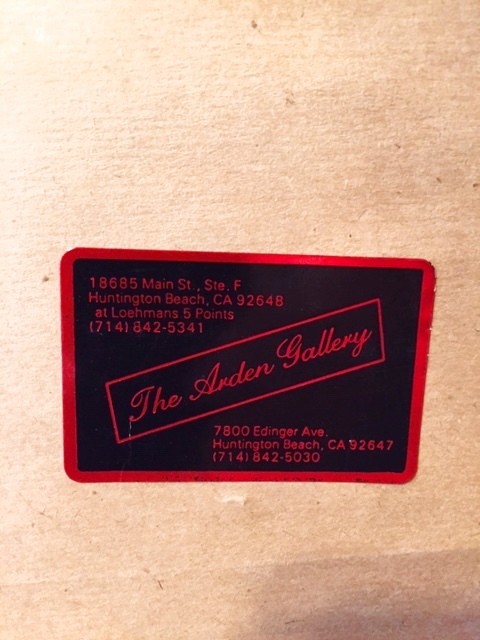 18685 Main St., Ste. F
Huntington Beach, CA 92648
at Loehmans 5 Points
(714) 842-5341
The Arden Gallery
7800 Edinger Ave.
Huntington Beach, CA 92647
(714) 842-5030